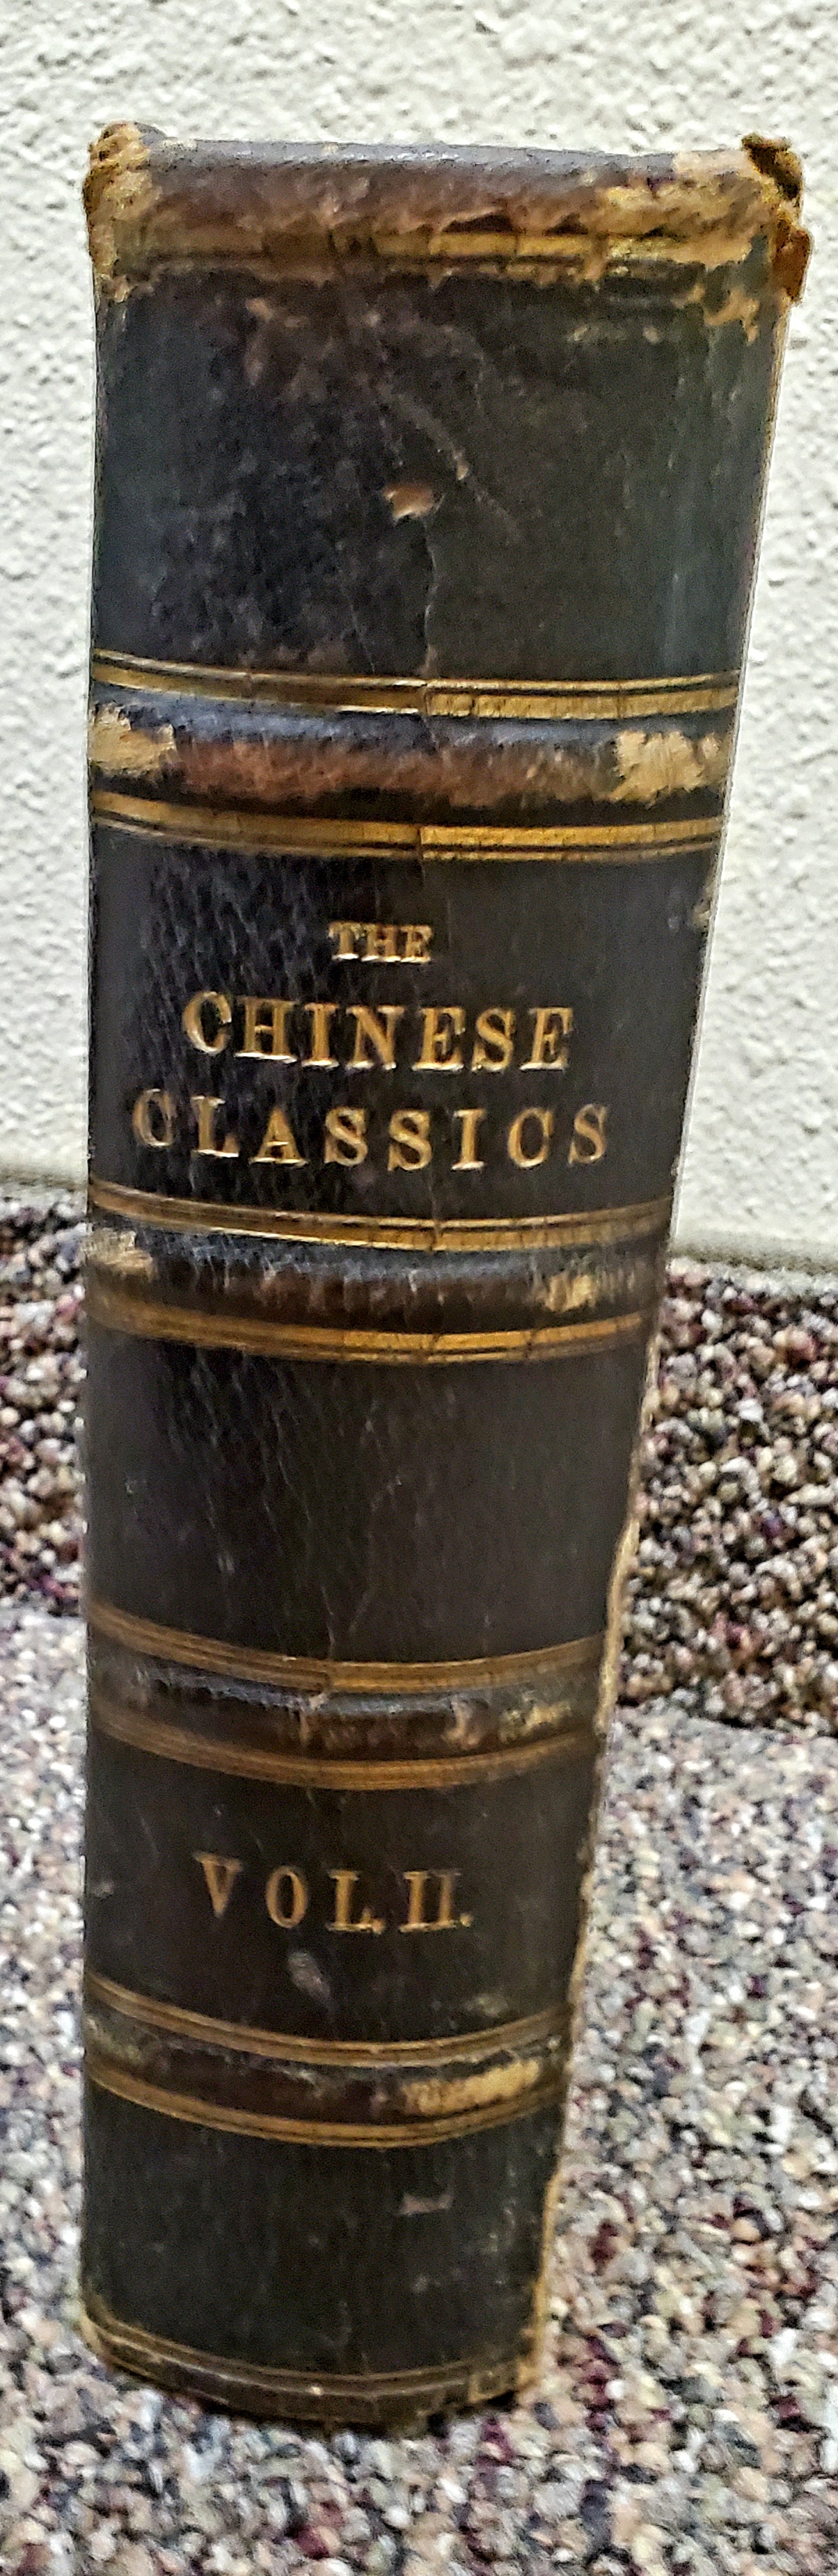 THE
CHINESE
CLASSICS
VOL. II.